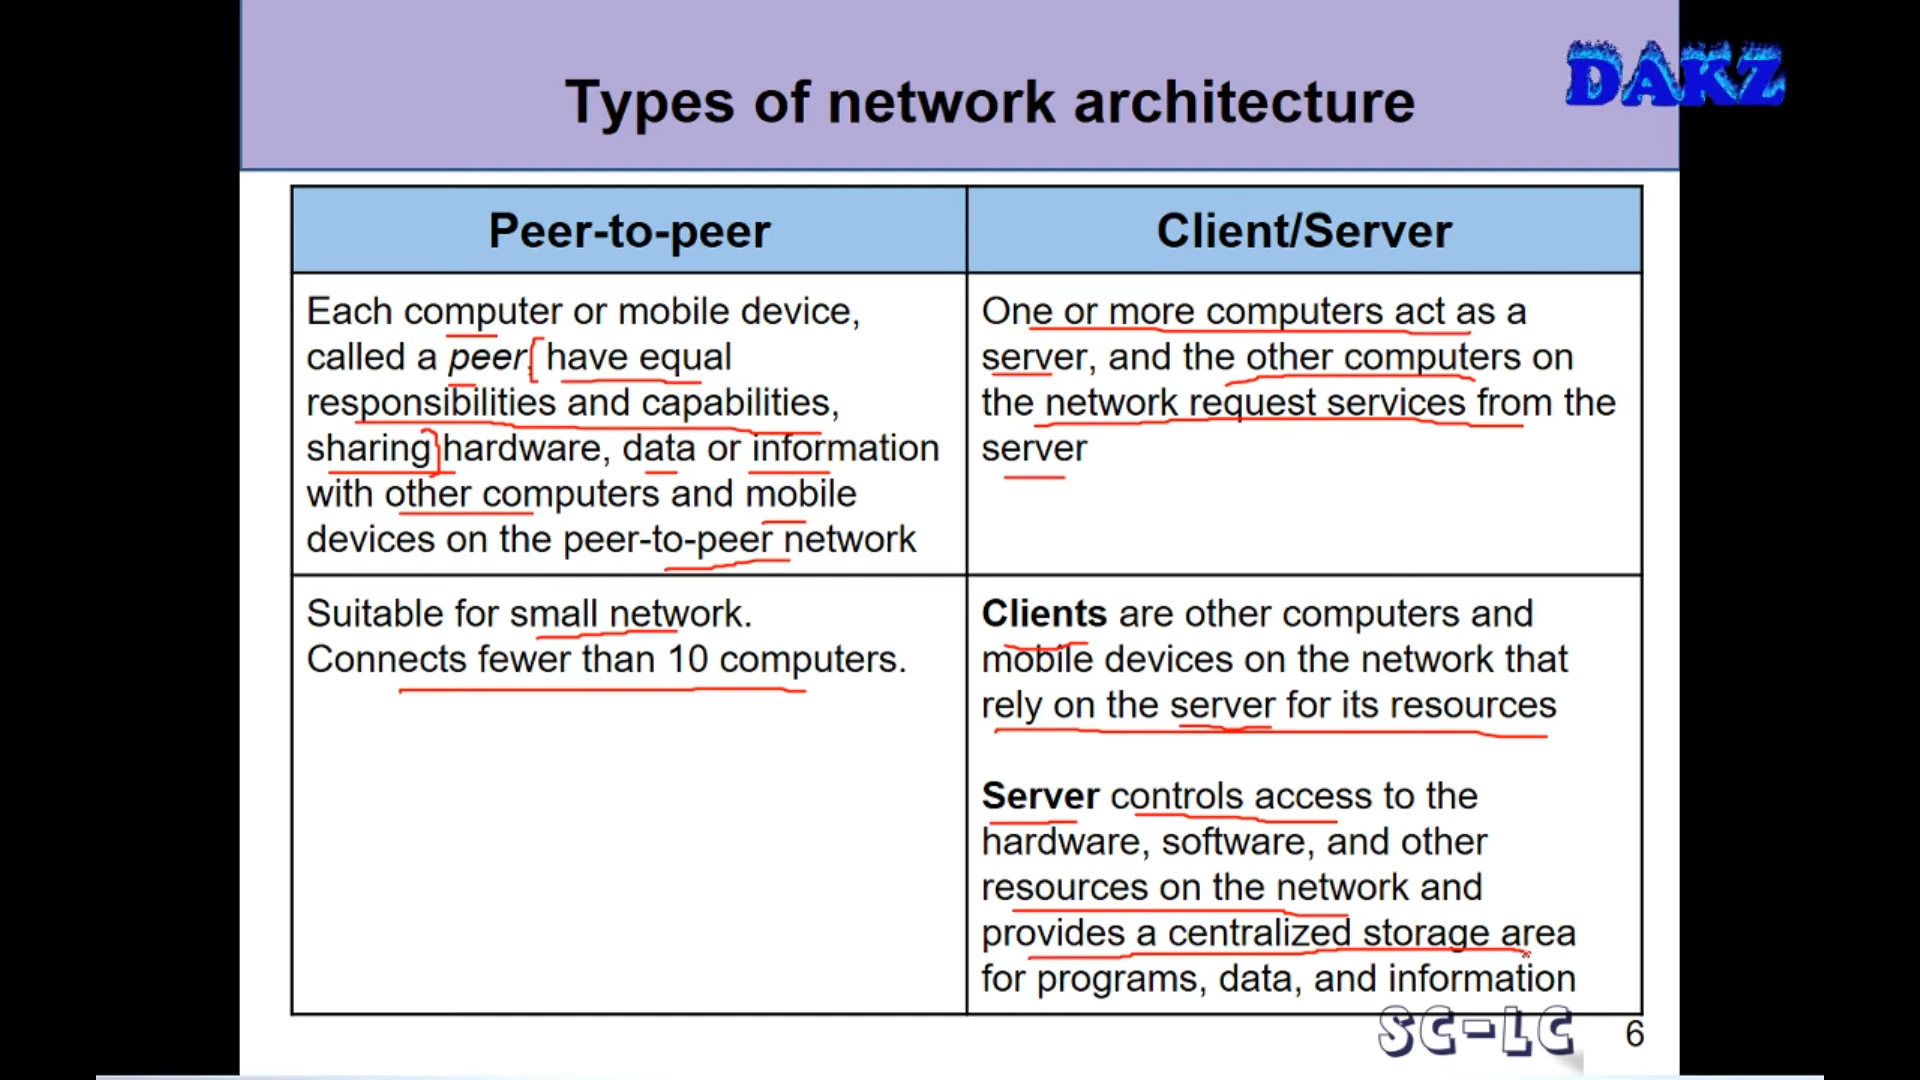 Types of network architecture
DAKZ
Peer-to-peer
Client/Server
Each computer or mobile device,
called a peer, have equal
responsibilities and capabilities,
sharing hardware, data or information
with other computers and mobile
devices on the peer-to-peer network
One or more computers act as a
server, and the other computers on
the network request services from the
server
Suitable for small network.
Connects fewer than 10 computers.
Clients are other computers and
mobile devices on the network that
rely on the server for its resources
Server controls access to the
hardware, software, and other
resources on the network and
provides a centralized storage area
for programs, data, and information
SC-LC
6